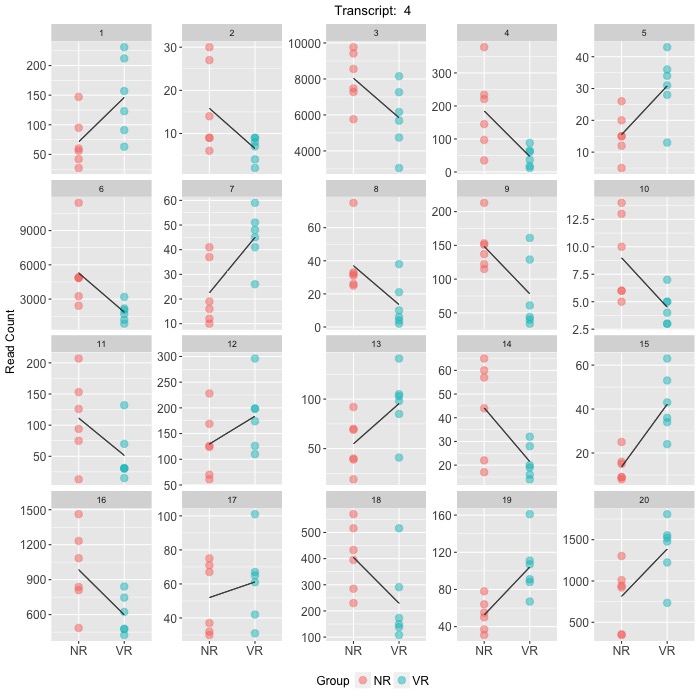 Transcript: 4
1 2 3 4 5
200 150 100 50
30 20 10
10000 8000 6000 4000
300 200 100 0
40 30 20 10
6 7 8 9 10
9000 6000 3000
60 50 40 30 20 10
60 40 20 0
200 150 100 50
12.5 10.0 7.5 5.0 2.5
Read Count
11 12 13 14 15
200 150 100 50
300 250 200 150 100 50
100 50
60 50 40 30 20
60 40 20
16 17 18 19 20
1500 1200 900 600
100 80 60 40
500 400 300 200 100
160 120 80 40
1500 1000 500
NR VR NR VR NR VR NR VR NR VR
Group NR VR